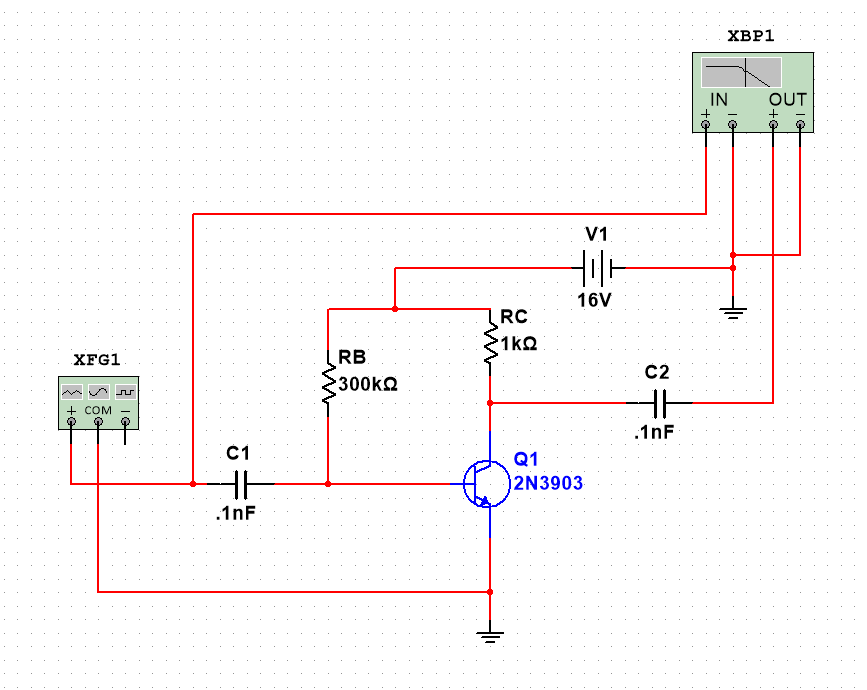 XBP1
IN OUT
+ − + −
V1
16V
RC
1kΩ
RB
300kΩ
XFG1
+ COM −
C2
.1nF
C1
.1nF
Q1
2N3903